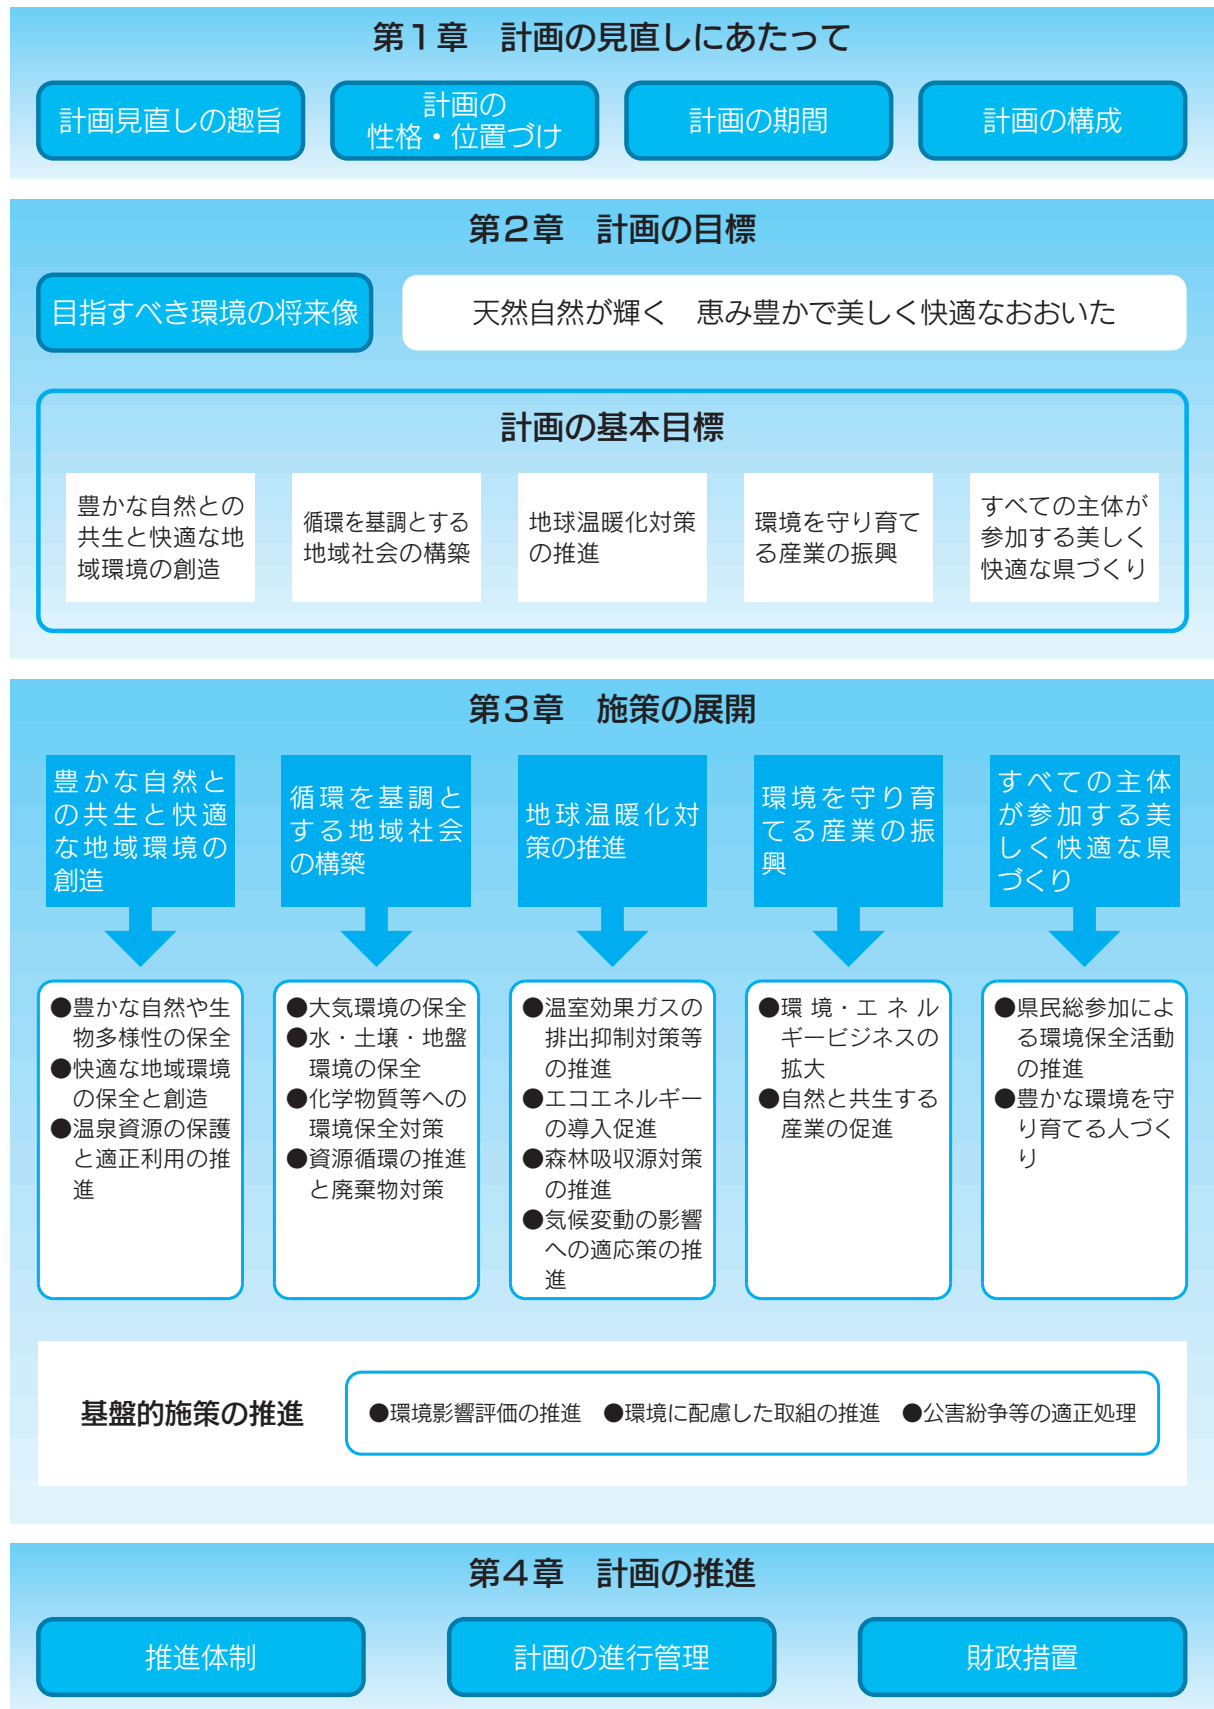 第1章　計画の見直しにあたって
計画見直しの趣旨
計画の
性格・位置づけ
計画の期間
計画の構成
第2章　計画の目標
目指すべき環境の将来像
天然自然が輝く　恵み豊かで美しく快適なおおいた
計画の基本目標
豊かな自然との
共生と快適な地
域環境の創造
循環を基調とする
地域社会の構築
地球温暖化対策
の推進
環境を守り育て
る産業の振興
すべての主体が
参加する美しく
快適な県づくり
第3章　施策の展開
豊かな自然と
の共生と快適
な地域環境の
創造
循環を基調と
する地域社会
の構築
地球温暖化対
策の推進
環境を守り育
てる産業の振
興
すべての主体
が参加する美
しく快適な県
づくり
●豊かな自然や生
物多様性の保全
●快適な地域環境
の保全と創造
●温泉資源の保護
と適正利用の推
進
●大気環境の保全
●水・土壌・地盤
環境の保全
●化学物質等への
環境保全対策
●資源循環の推進
と廃棄物対策
●温室効果ガスの
排出抑制対策等
の推進
●エコエネルギー
の導入促進
●森林吸収源対策
の推進
●気候変動の影響
への適応策の推
進
●環境・エネル
ギービジネスの
拡大
●自然と共生する
産業の促進
●県民総参加によ
る環境保全活動
の推進
●豊かな環境を守
り育てる人づく
り
基盤的施策の推進
●環境影響評価の推進　●環境に配慮した取組の推進　●公害紛争等の適正処理
第4章　計画の推進
推進体制
計画の進行管理
財政措置